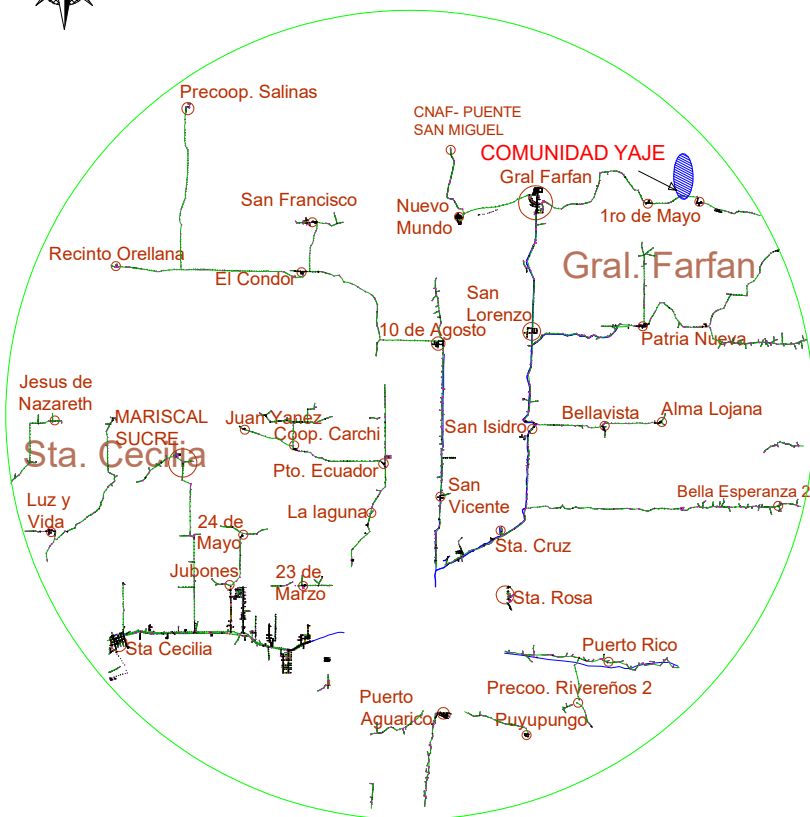 Precoop. Salinas
CNAF- PUENTE
SAN MIGUEL
COMUNIDAD YAJE
Gral Farfan
San Francisco
Nuevo
Mundo
1ro de Mayo
Recinto Orellana
El Condor
Gral. Farfan
San
Lorenzo
10 de Agosto
Patria Nueva
Jesus de
Nazareth
MARISCAL
SUCRE
Juan Yanez
Coop. Carchi
San Isidro
Bellavista
Alma Lojana
Sta. Cecilia
Pto. Ecuador
Luz y
Vida
La laguna
San
Vicente
Bella Esperanza 2
24 de
Mayo
Sta. Cruz
Jubones
23 de
Marzo
Sta. Rosa
Sta Cecilia
Puerto Rico
Precoo. Rivereños 2
Puerto
Aguarico
Puyupungo